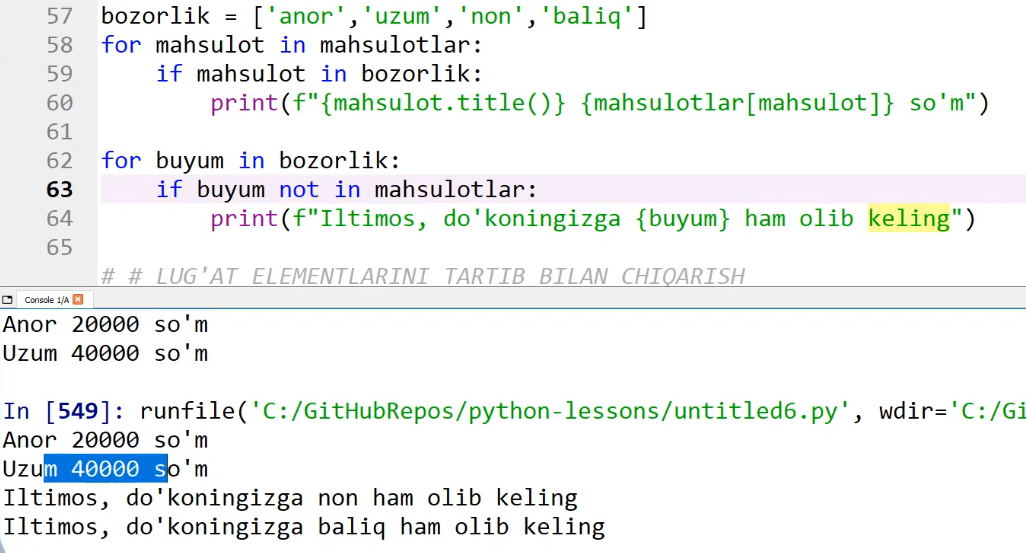 57 bozorlik = ['anor','uzum','non','baliq']
58 for mahsulot in mahsulotlar:
59     if mahsulot in bozorlik:
60         print(f"{mahsulot.title()} {mahsulotlar[mahsulot]} so'm")
61
62 for buyum in bozorlik:
63     if buyum not in mahsulotlar:
64         print(f"Iltimos, do'koningizga {buyum} ham olib keling")
65
# # LUG'AT ELEMENTLARINI TARTIB BILAN CHIQARISH
Console 1/A
Anor 20000 so'm
Uzum 40000 so'm
In [549]: runfile('C:/GitHubRepos/python-lessons/untitled6.py', wdir='C:/Gi
Anor 20000 so'm
Uzum 40000 so'm
Iltimos, do'koningizga non ham olib keling
Iltimos, do'koningizga baliq ham olib keling